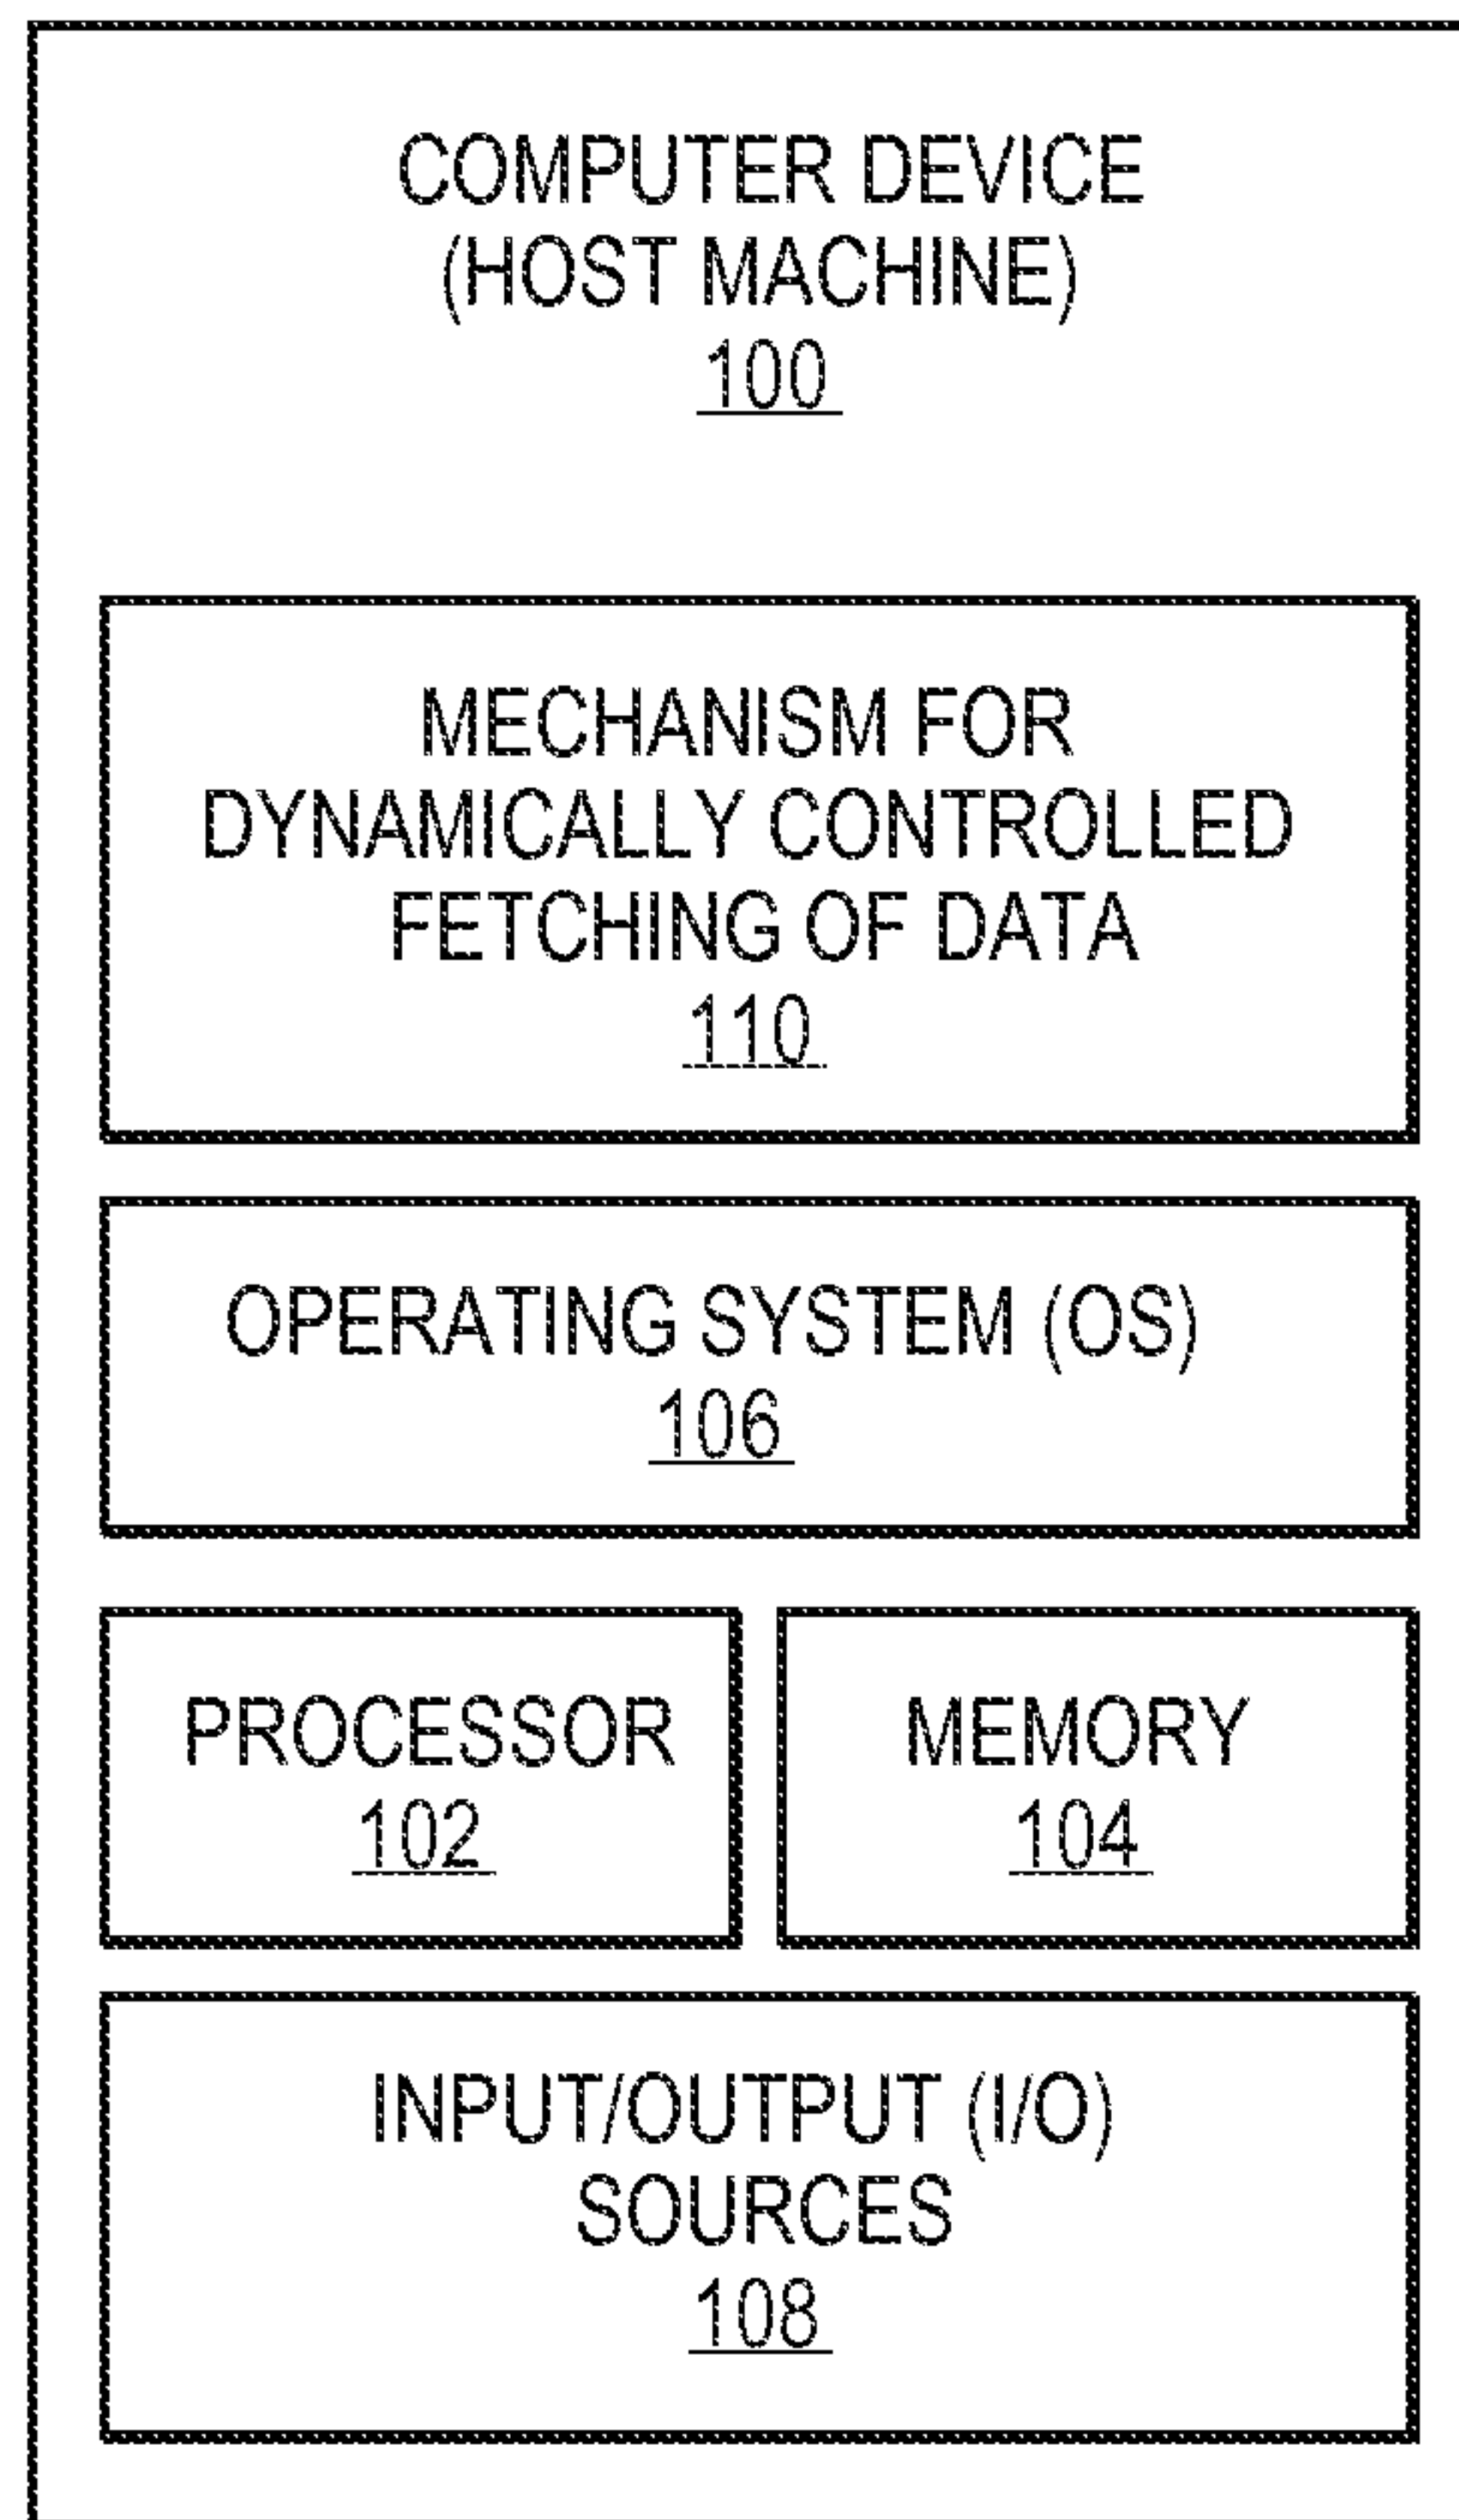 COMPUTER DEVICE
(HOST MACHINE)
100
MECHANISM FOR
DYNAMICALLY CONTROLLED
FETCHING OF DATA
110
OPERATING SYSTEM (OS)
106
PROCESSOR
102
MEMORY
104
INPUT/OUTPUT (I/O)
SOURCES
108